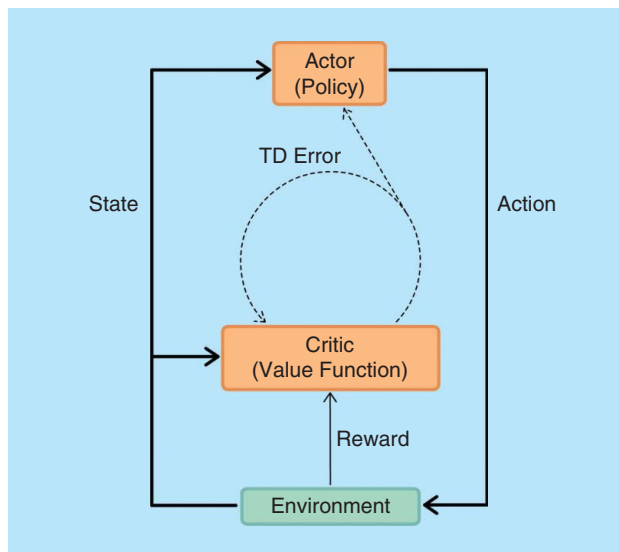 Actor
(Policy)
TD Error
State
Action
Critic
(Value Function)
Reward
Environment